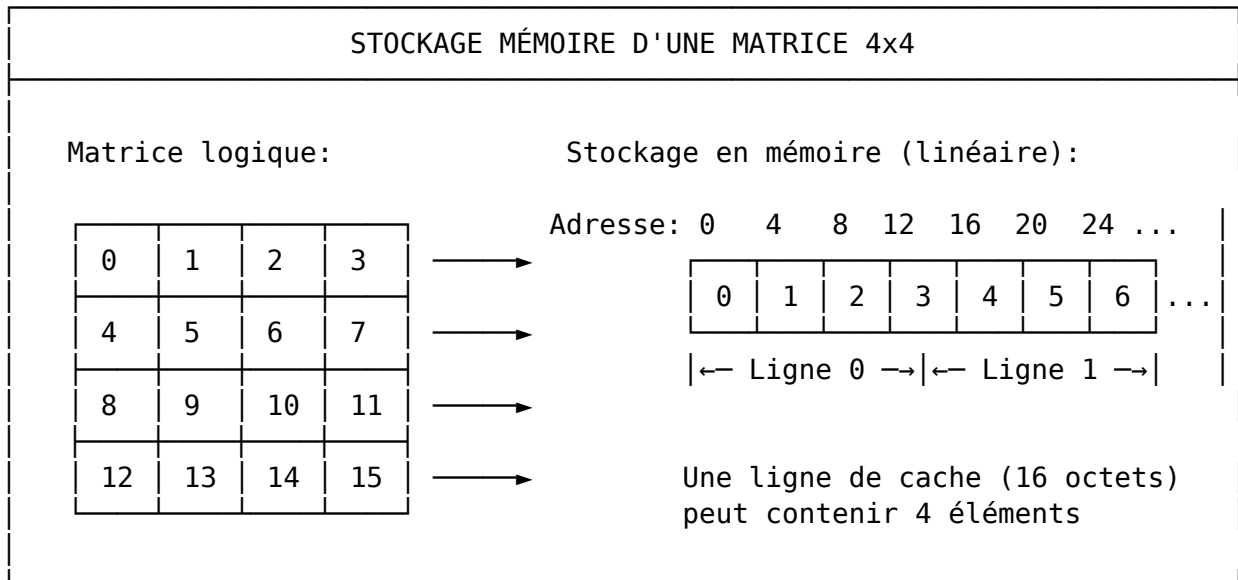 STOCKAGE MÉMOIRE D'UNE MATRICE 4x4
Matrice logique:
Stockage en mémoire (linéaire):
Adresse: 0 4 8 12 16 20 24 ...
0 1 2 3
0 1 2 3 4 5 6 ...
4 5 6 7
←─ Ligne 0 ─→ ←─ Ligne 1 ─→
8 9 10 11
12 13 14 15
Une ligne de cache (16 octets)
peut contenir 4 éléments